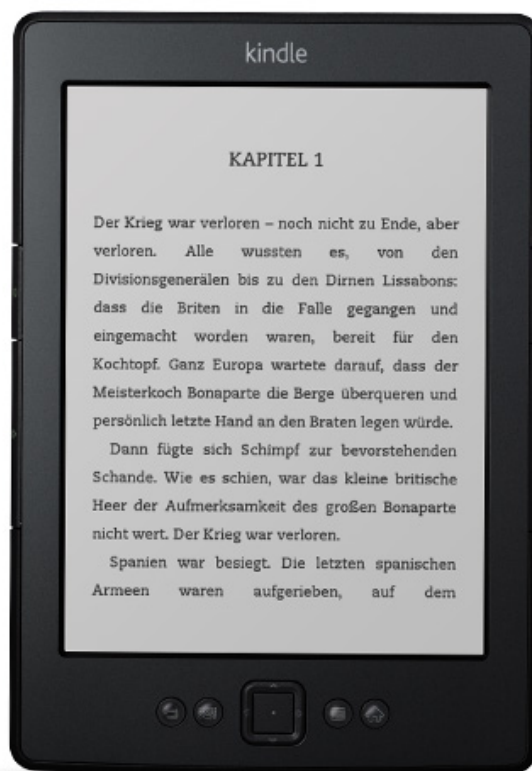 kindle
KAPITEL 1
Der Krieg war verloren – noch nicht zu Ende, aber
verloren. Alle wussten es, von den
Divisionsgenerälen bis zu den Dirnen Lissabons:
dass die Briten in die Falle gegangen und
eingemacht worden waren, bereit für den
Kochtopf. Ganz Europa wartete darauf, dass der
Meisterkoch Bonaparte die Berge überqueren und
persönlich letzte Hand an den Braten legen würde.
Dann fügte sich Schimpf zur bevorstehenden
Schande. Wie es schien, war das kleine britische
Heer der Aufmerksamkeit des großen Bonaparte
nicht wert. Der Krieg war verloren.
Spanien war besiegt. Die letzten spanischen
Armeen waren aufgerieben, auf dem